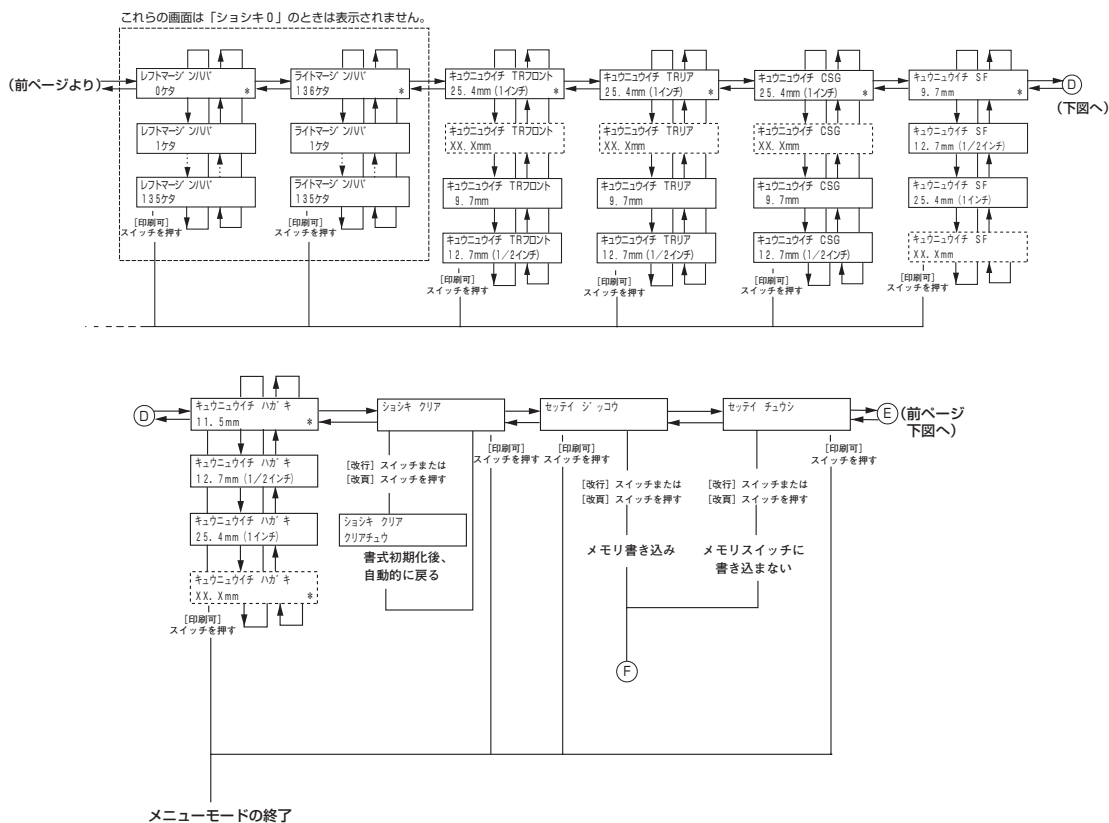 これらの画面は「ショシキ0」のときは表示されません。
(前ページより)
レフトマージンハバ
0ケタ *
レフトマージンハバ
1ケタ
レフトマージンハバ
135ケタ
[印刷可]
スイッチを押す
ライトマージンハバ
136ケタ *
ライトマージンハバ
1ケタ
ライトマージンハバ
135ケタ
[印刷可]
スイッチを押す
キュウニュウイチ TRフロント
25.4mm(1インチ) *
キュウニュウイチ TRフロント
XX.Xmm
キュウニュウイチ TRフロント
9.7mm
キュウニュウイチ TRフロント
12.7mm(1/2インチ)
[印刷可]
スイッチを押す
キュウニュウイチ TRリア
25.4mm(1インチ) *
キュウニュウイチ TRリア
XX.Xmm
キュウニュウイチ TRリア
9.7mm
キュウニュウイチ TRリア
12.7mm(1/2インチ)
[印刷可]
スイッチを押す
キュウニュウイチ CSG
25.4mm(1インチ) *
キュウニュウイチ CSG
XX.Xmm
キュウニュウイチ CSG
9.7mm
キュウニュウイチ CSG
12.7mm(1/2インチ)
[印刷可]
スイッチを押す
キュウニュウイチ SF
9.7mm *
キュウニュウイチ SF
12.7mm(1/2インチ)
キュウニュウイチ SF
25.4mm(1インチ)
キュウニュウイチ SF
XX.Xmm
[印刷可]
スイッチを押す
D
(下図へ)
D
キュウニュウイチ ハガキ
11.5mm *
キュウニュウイチ ハガキ
12.7mm(1/2インチ)
キュウニュウイチ ハガキ
25.4mm(1インチ)
キュウニュウイチ ハガキ
XX.Xmm *
[印刷可]
スイッチを押す
ショシキ クリア
[改行]スイッチまたは
[改頁]スイッチを押す
ショシキ クリア
クリアチュウ
書式初期化後、
自動的に戻る
[印刷可]
スイッチを押す
セッテイ ジッコウ
[印刷可]
スイッチを押す
[改行]スイッチまたは
[改頁]スイッチを押す
メモリ書き込み
F
セッテイ チュウシ
[改行]スイッチまたは
[改頁]スイッチを押す
メモリスイッチに
書き込まない
[印刷可]
スイッチを押す
E
(前ページ
下図へ)
メニューモードの終了